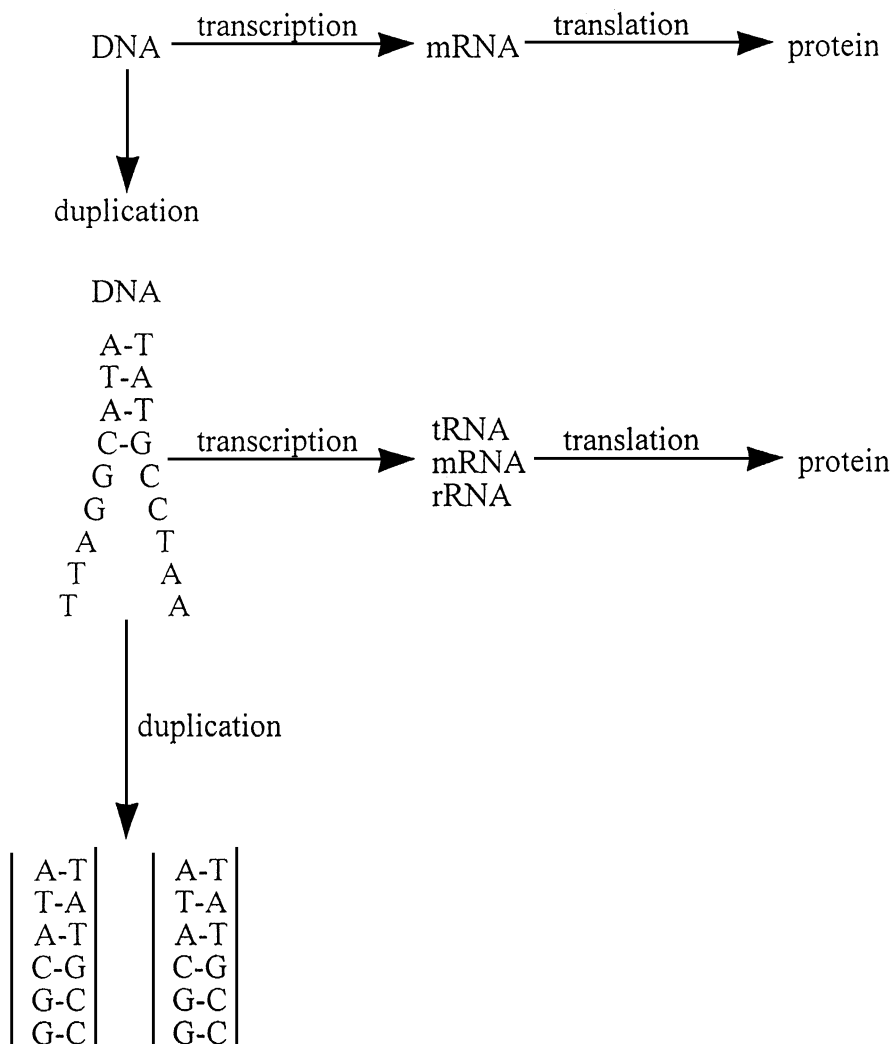 DNA transcription mRNA translation protein
duplication
DNA
A-T
T-A
A-T
C-G
transcription
tRNA
mRNA
rRNA
translation
protein
G C
G C
A T
T A
T A
duplication
A-T A-T
T-A T-A
A-T A-T
C-G C-G
G-C G-C
G-C G-C